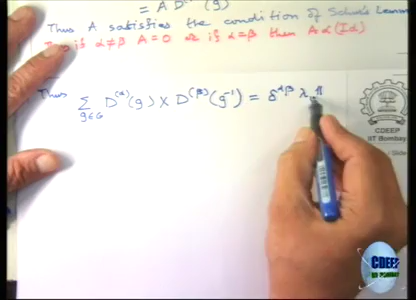 = A D (g)
Thus A satisfies the condition of Schur's Lemma
Thus if α≠β A=0 or if α=β then A α (Iα)
Thus Σ D^(α)(g) X D^(β)(g⁻¹) = δ^αβ λ 1
g∈G
CDEEP
IIT Bombay
CDEEP
IIT BOMBAY